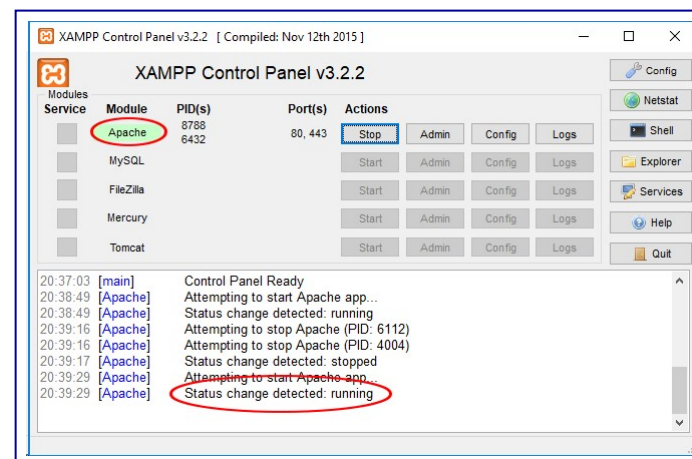 XAMPP Control Panel v3.2.2 [ Compiled: Nov 12th 2015 ]
XAMPP Control Panel v3.2.2
Config
Modules
Service Module PID(s) Port(s) Actions
Netstat
Apache 8788 6432 80, 443 Stop Admin Config Logs
Shell
MySQL Start Admin Config Logs
Explorer
FileZilla Start Admin Config Logs
Services
Mercury Start Admin Config Logs
Help
Tomcat Start Admin Config Logs
Quit
20:37:03 [main] Control Panel Ready
20:38:49 [Apache] Attempting to start Apache app...
20:38:49 [Apache] Status change detected: running
20:39:16 [Apache] Attempting to stop Apache (PID: 6112)
20:39:16 [Apache] Attempting to stop Apache (PID: 4004)
20:39:17 [Apache] Status change detected: stopped
20:39:29 [Apache] Attempting to start Apache app...
20:39:29 [Apache] Status change detected: running